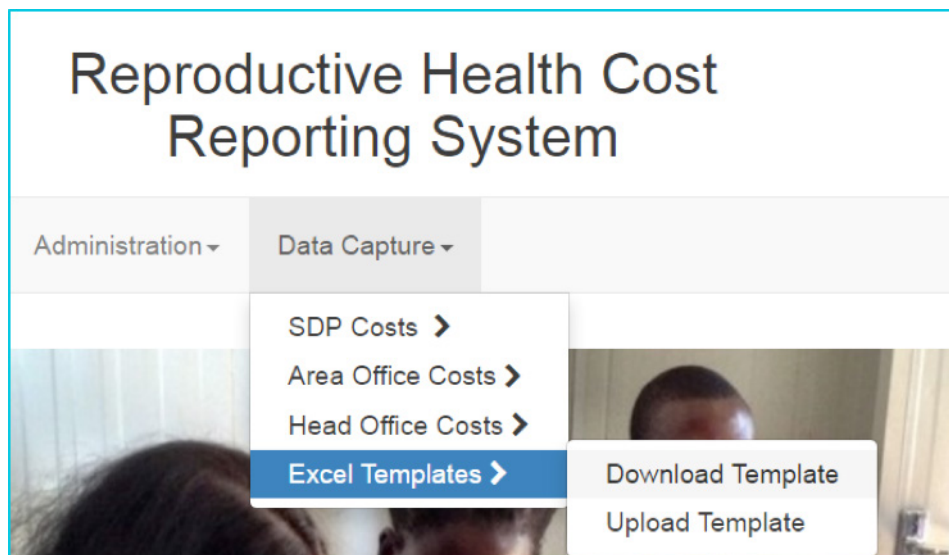 Reproductive Health Cost
Reporting System
Administration
Data Capture
SDP Costs
Area Office Costs
Head Office Costs
Excel Templates
Download Template
Upload Template